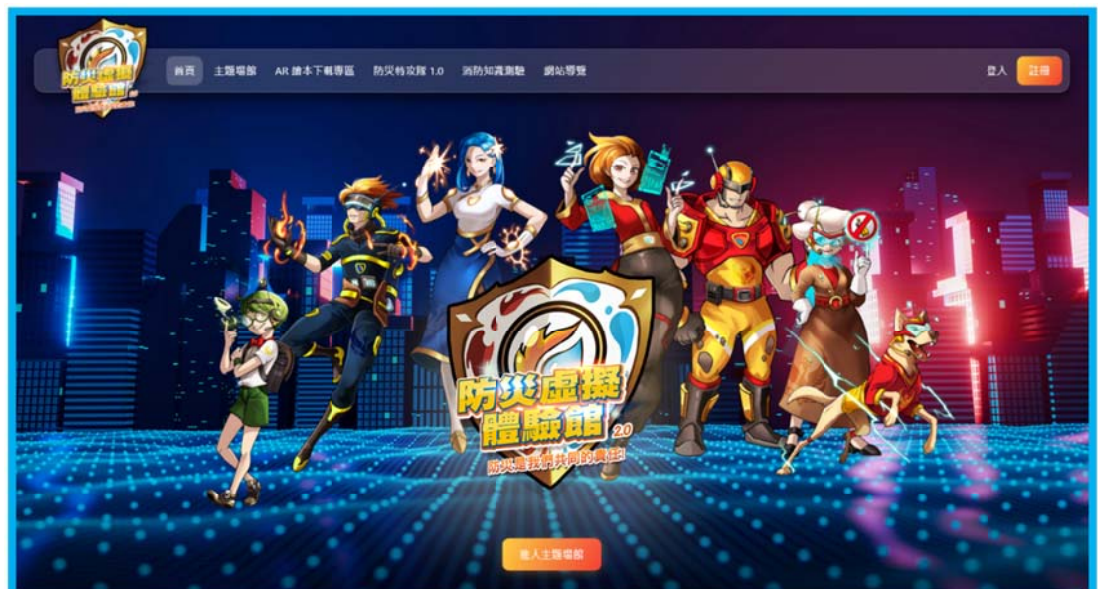 防災虛擬
體驗館 2.0
首頁 主題場館 AR 繪本下載專區 防災特攻隊 1.0 消防知識測驗 網站導覽 登入 註冊
防災虛擬
體驗館 2.0
防災是我們共同的責任!
進入主題場館